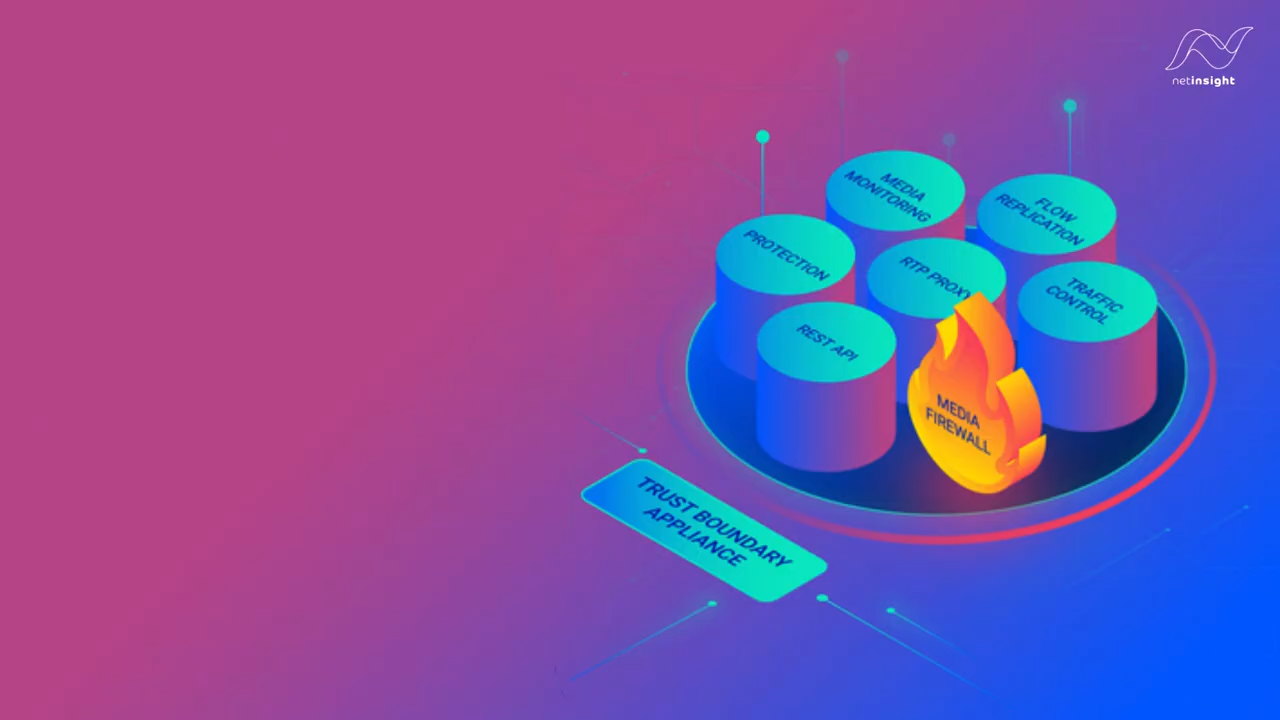 netinsight
MEDIA
MONITORING
FLOW
REPLICATION
PROTECTION
RTP PROXY
TRAFFIC
CONTROL
REST API
MEDIA
FIREWALL
TRUST BOUNDARY
APPLIANCE